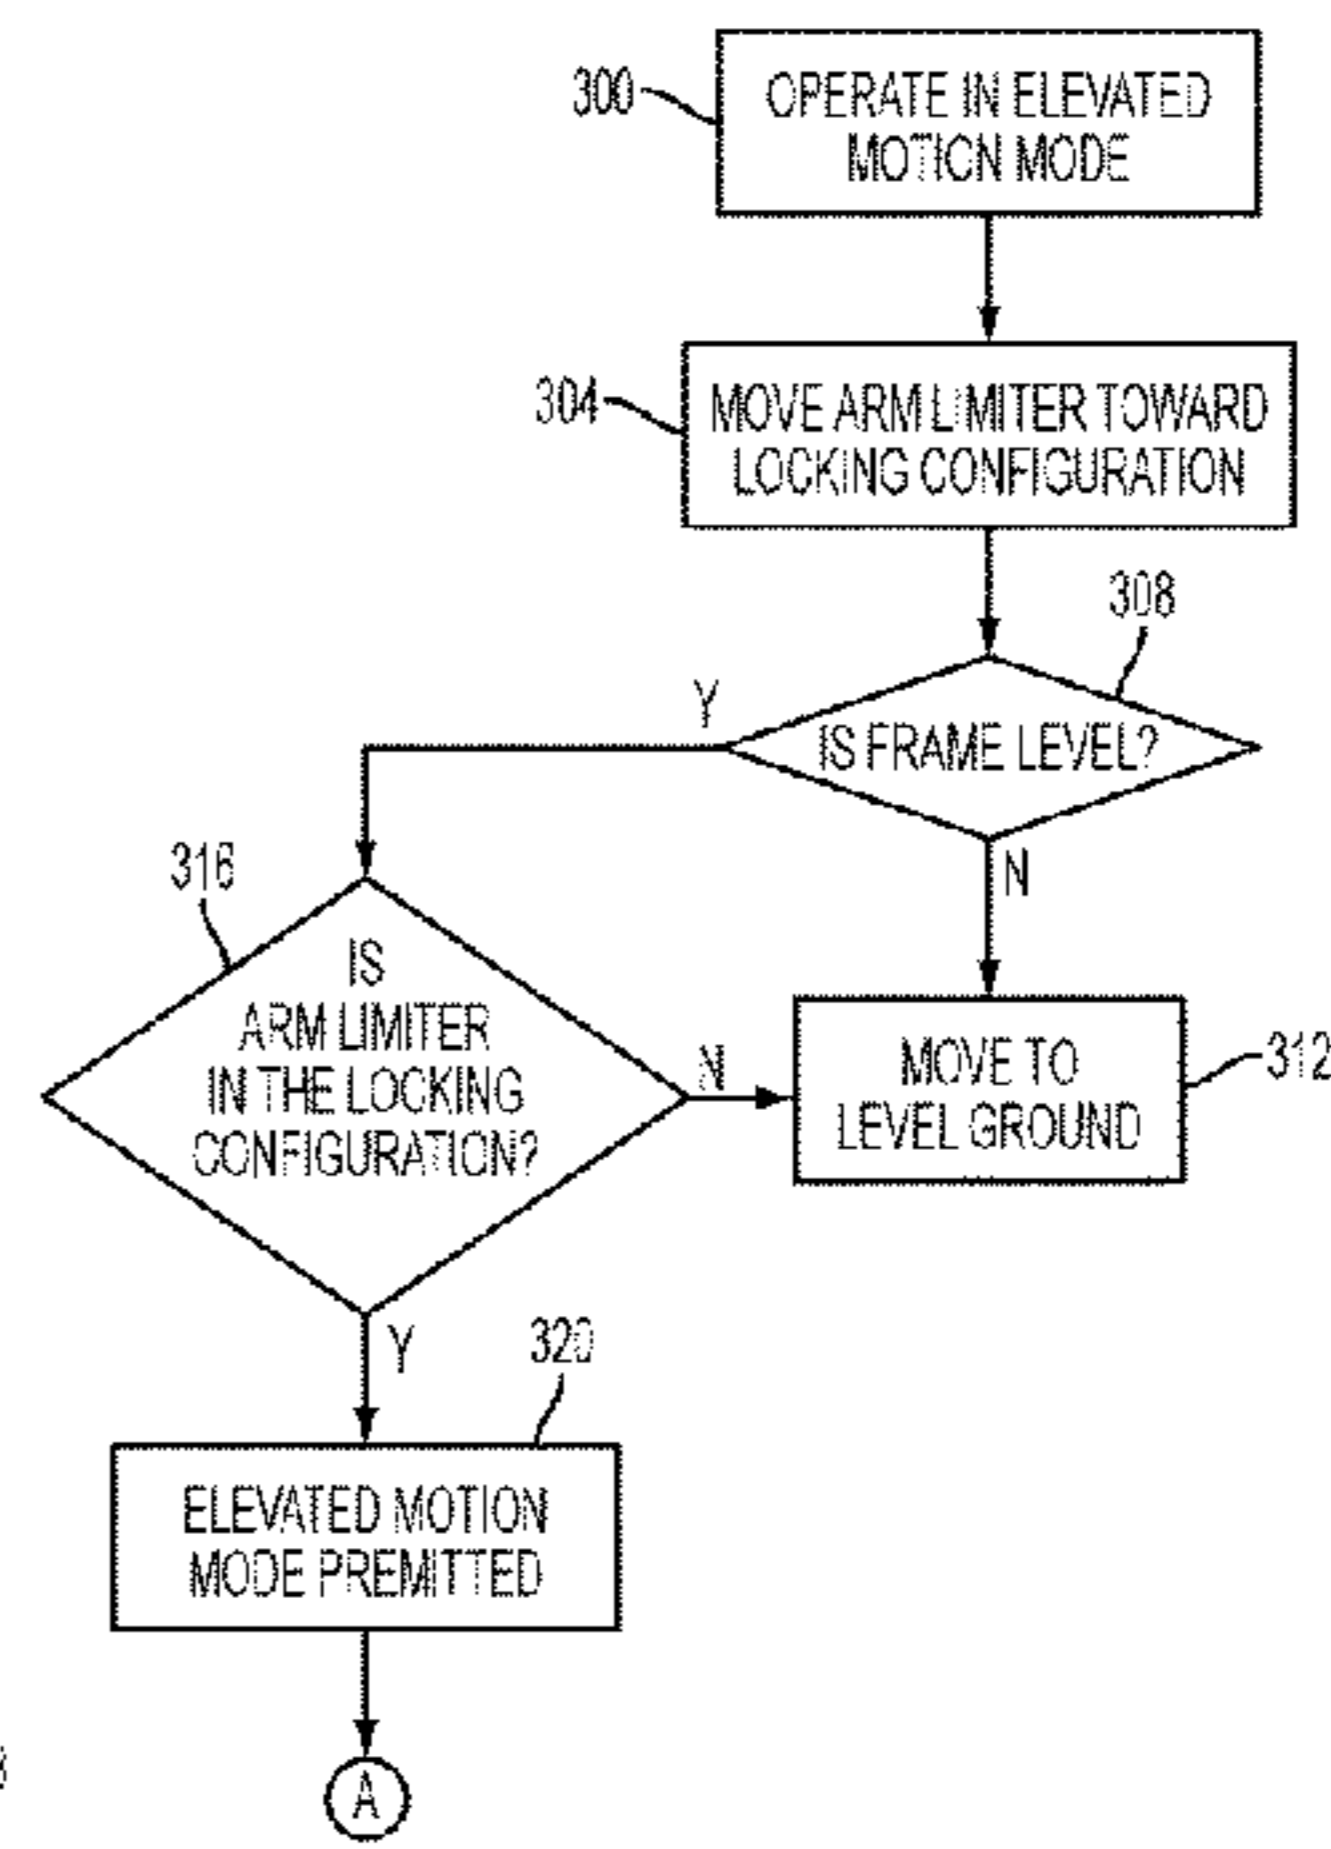 300
OPERATE IN ELEVATED
MOTION MODE
304
MOVE ARM LIMITER TOWARD
LOCKING CONFIGURATION
308
Y
IS FRAME LEVEL?
N
316
IS
ARM LIMITER
IN THE LOCKING
CONFIGURATION?
N
MOVE TO
LEVEL GROUND
312
Y
320
ELEVATED MOTION
MODE PREMITTED
A